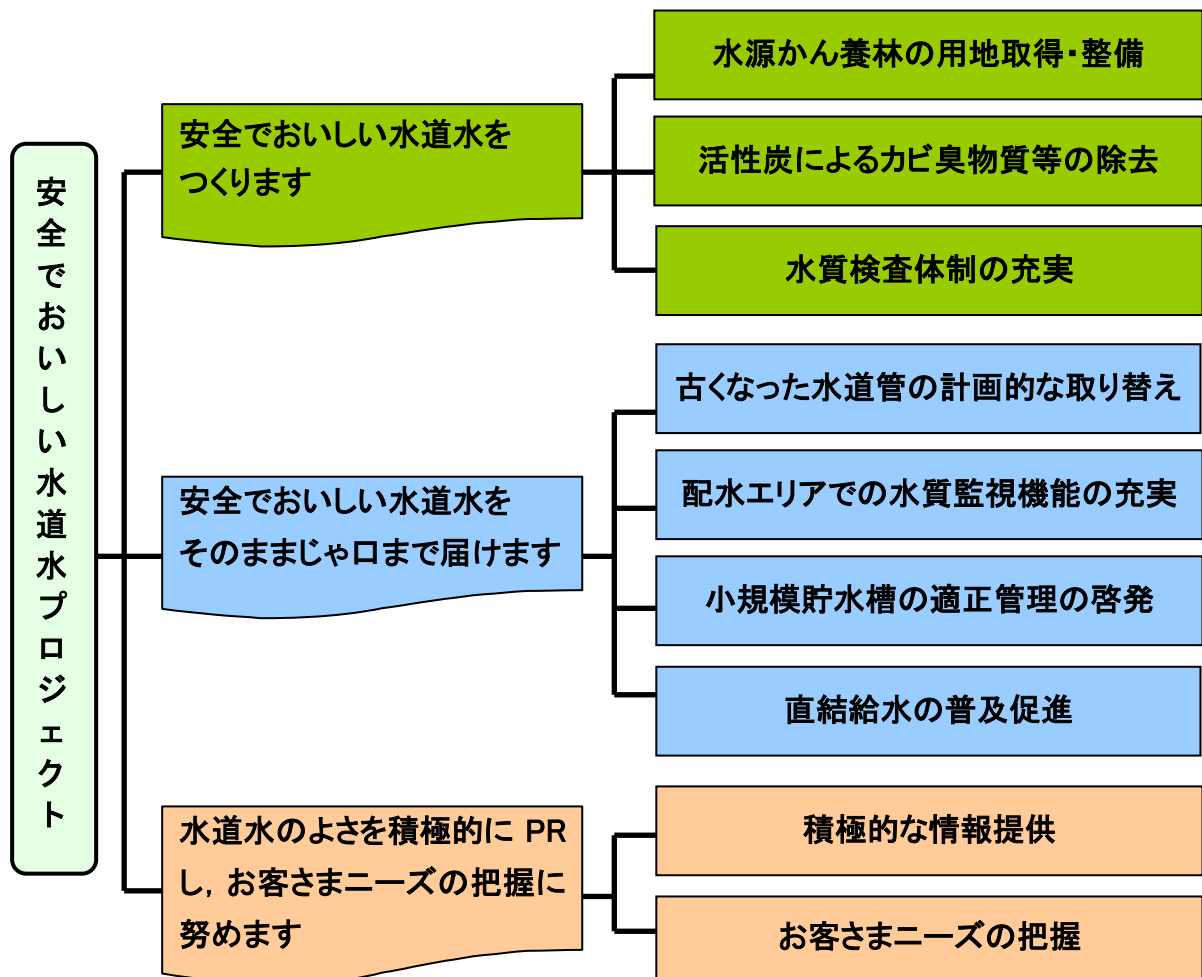 安全でおいしい水道水プロジェクト
安全でおいしい水道水を
つくります
水源かん養林の用地取得・整備
活性炭によるカビ臭物質等の除去
水質検査体制の充実
安全でおいしい水道水を
そのままじゃ口まで届けます
古くなった水道管の計画的な取り替え
配水エリアでの水質監視機能の充実
小規模貯水槽の適正管理の啓発
直結給水の普及促進
水道水のよさを積極的に PR
し，お客さまニーズの把握に
努めます
積極的な情報提供
お客さまニーズの把握